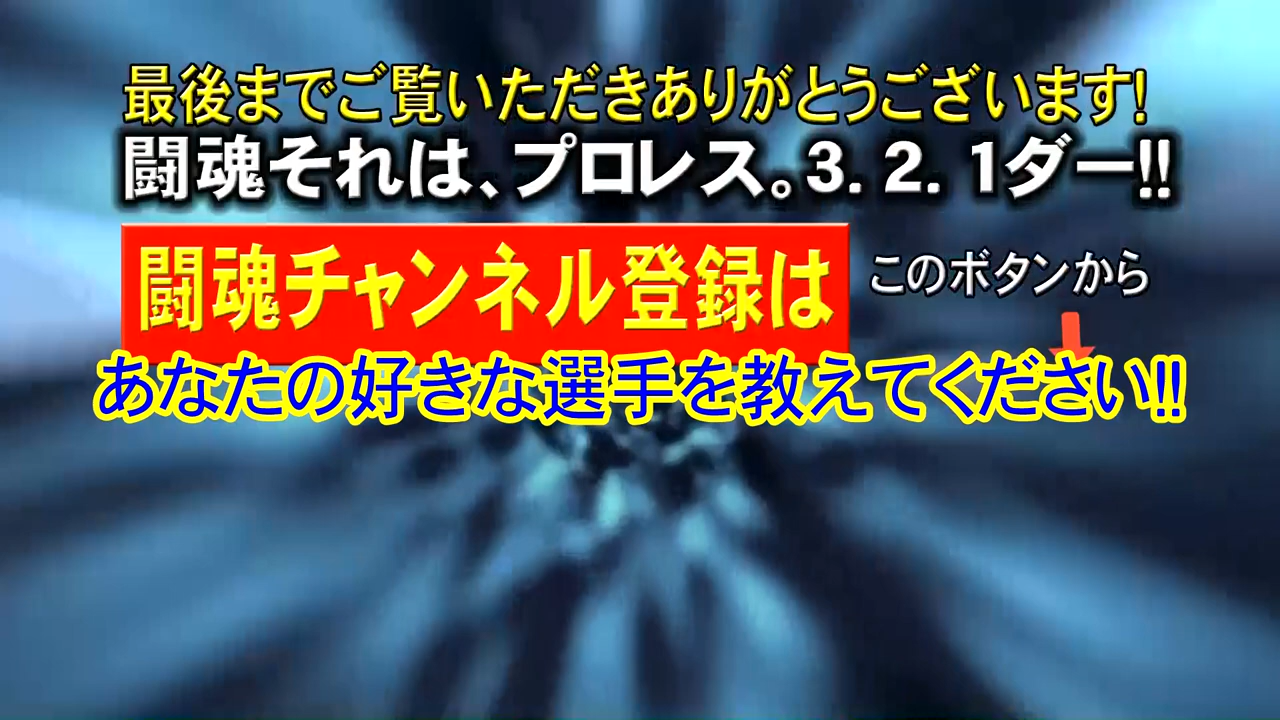 最後までご覧いただきありがとうございます!
闘魂それは、プロレス。3. 2. 1ダー!!
闘魂チャンネル登録は
このボタンから
あなたの好きな選手を教えてください!!